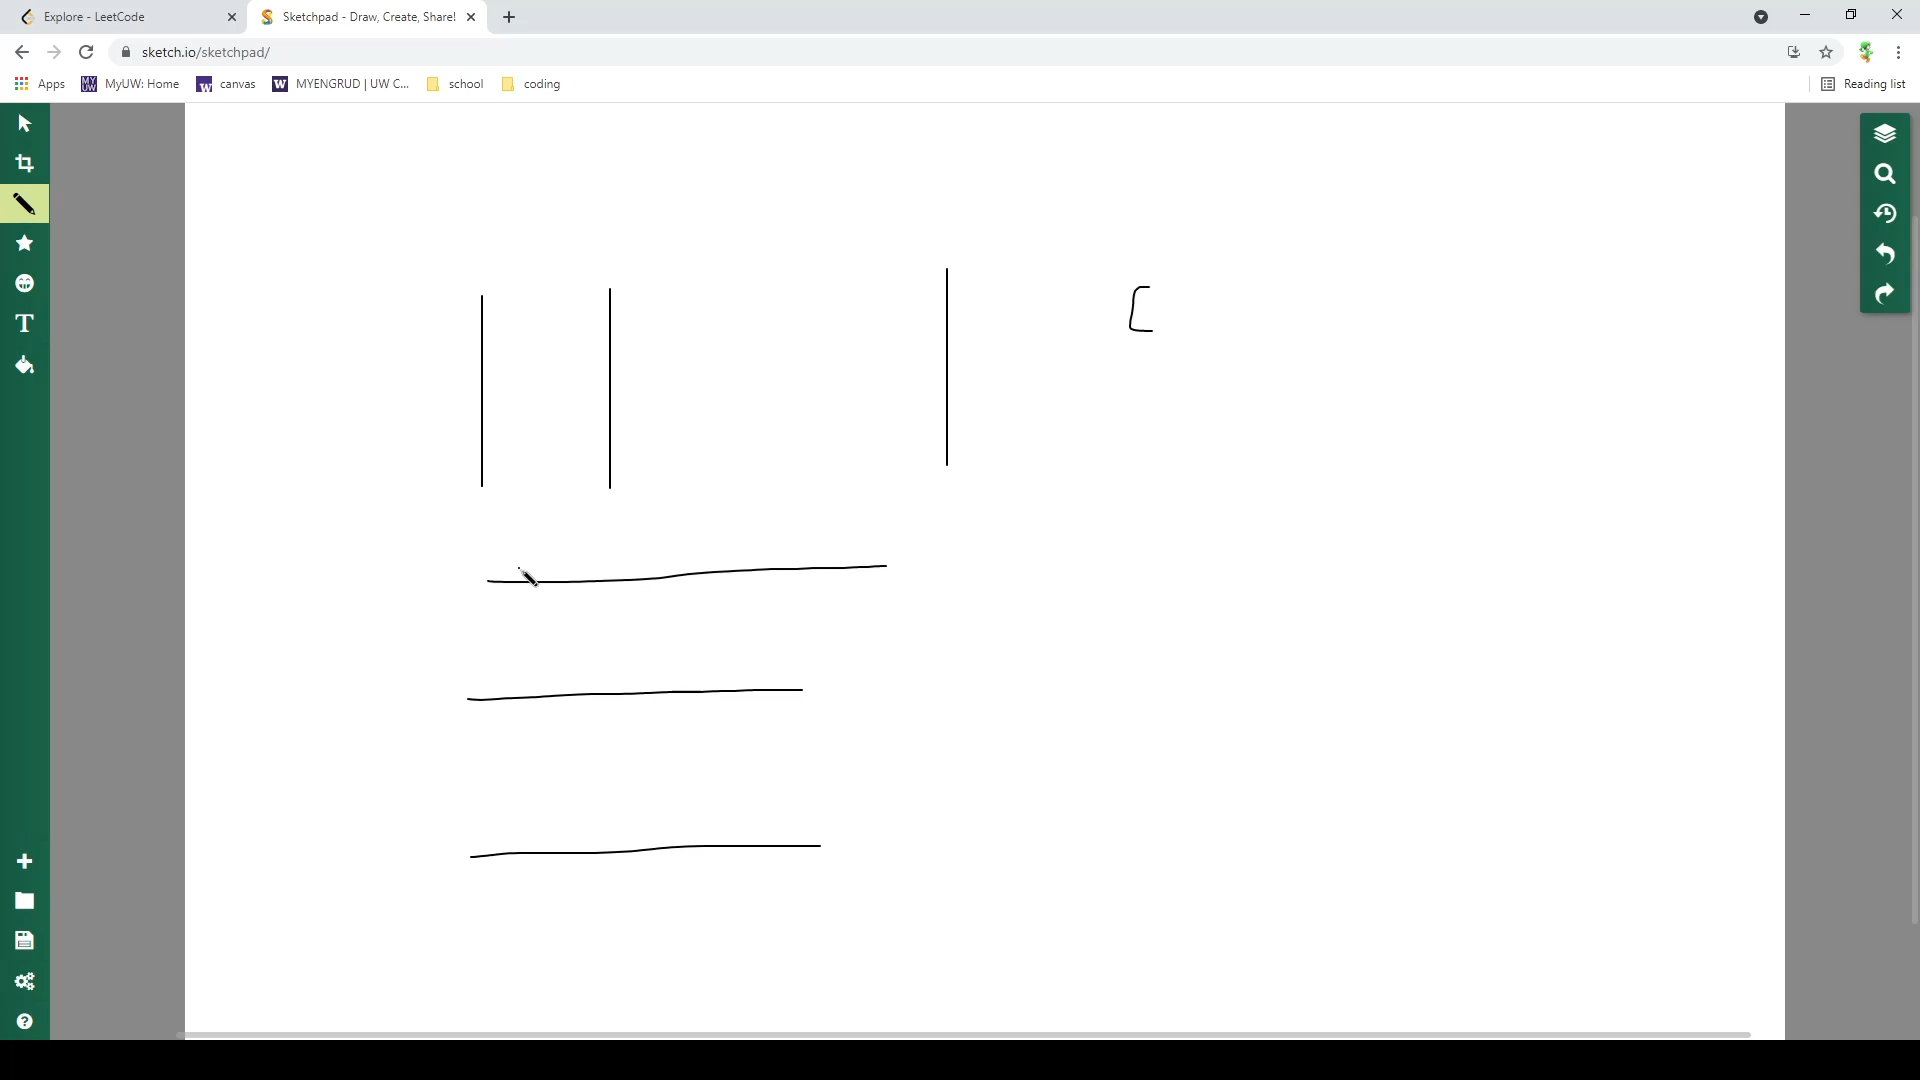 Explore - LeetCode
Sketchpad - Draw, Create, Share!
sketch.io/sketchpad/
Apps
MyUW: Home
canvas
MYENGRUD | UW C...
school
coding
Reading list
[
T